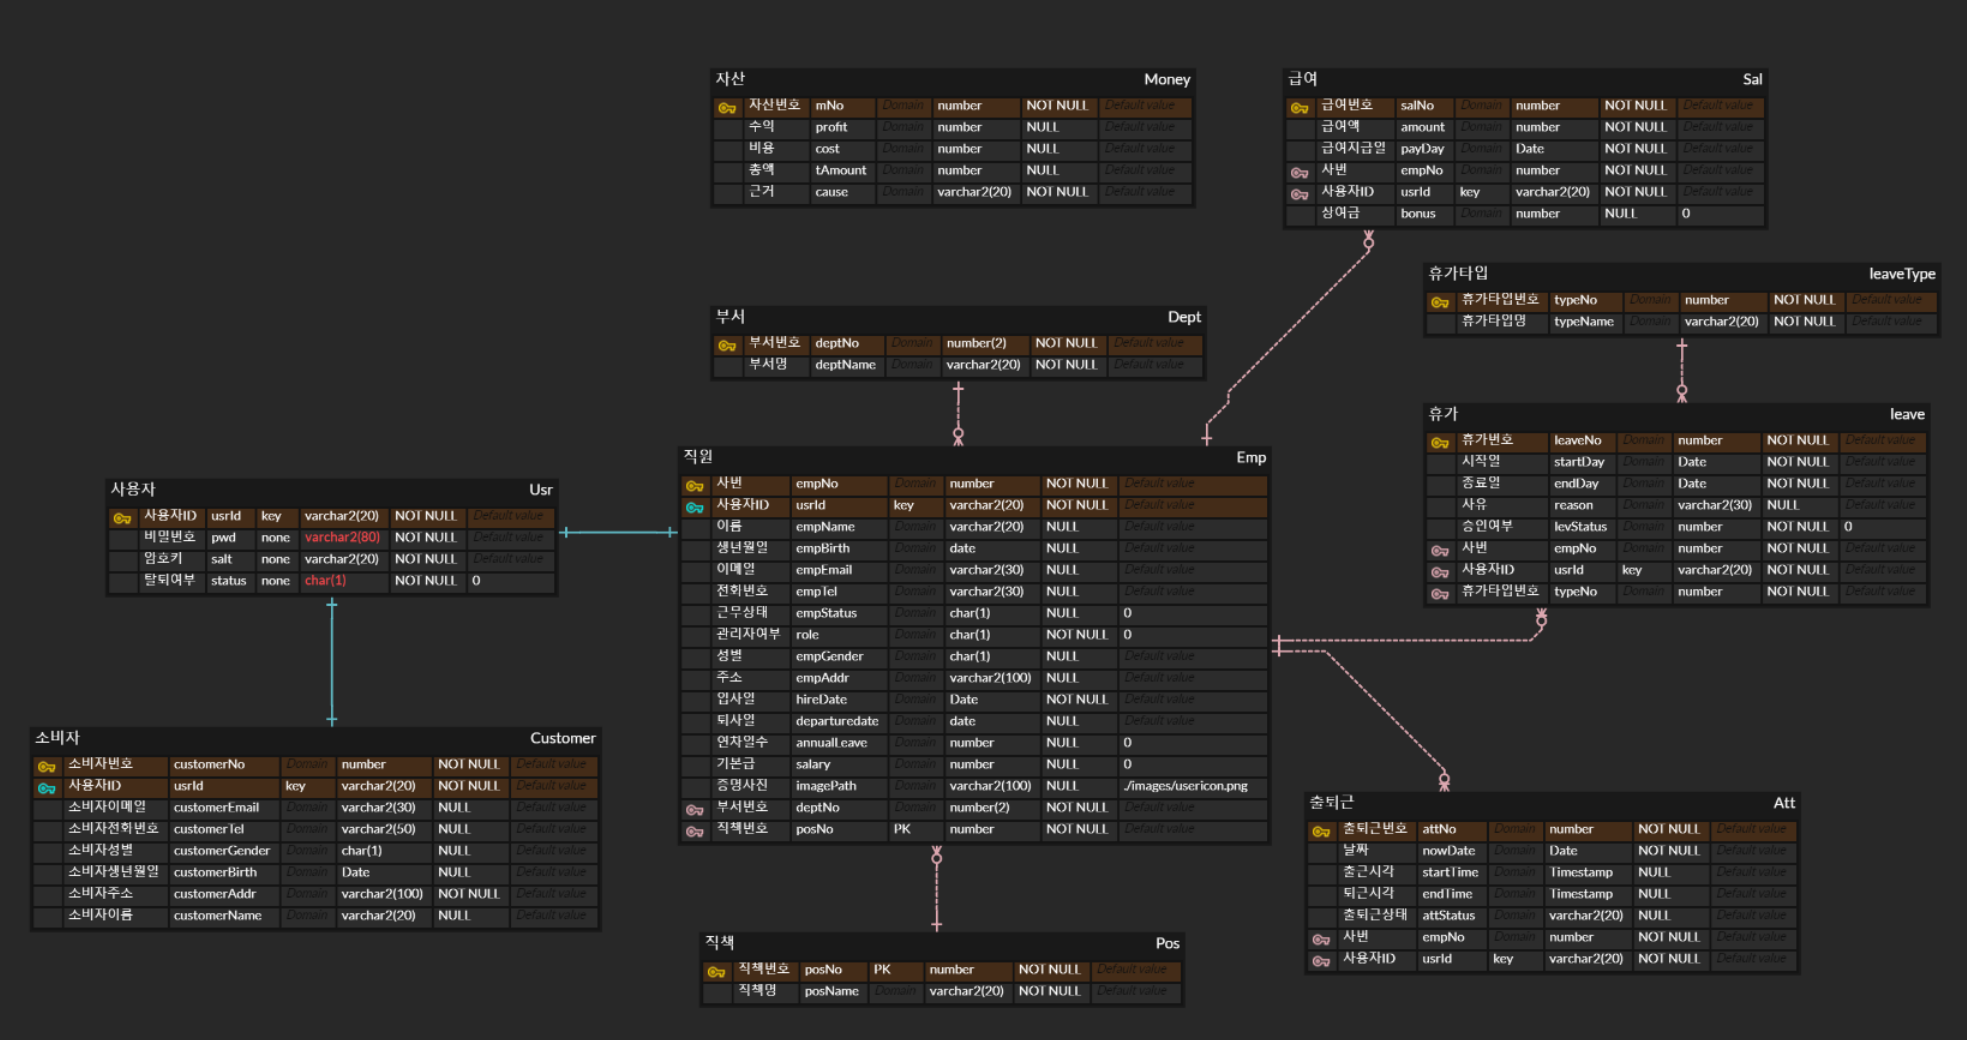 자산 Money
자산번호 mNo Domain number NOT NULL Default value
수익 profit Domain number NULL Default value
비용 cost Domain number NULL Default value
총액 tAmount Domain number NULL Default value
근거 cause Domain varchar2(20) NOT NULL Default value
급여 Sal
급여번호 salNo Domain number NOT NULL Default value
급여액 amount Domain number NOT NULL Default value
급여지급일 payDay Domain Date NOT NULL Default value
사번 empNo Domain number NOT NULL Default value
사용자ID usrId key varchar2(20) NOT NULL Default value
상여금 bonus Domain number NULL 0
휴가타입 leaveType
휴가타입번호 typeNo Domain number NOT NULL Default value
휴가타입명 typeName Domain varchar2(20) NOT NULL Default value
부서 Dept
부서번호 deptNo Domain number(2) NOT NULL Default value
부서명 deptName Domain varchar2(20) NOT NULL Default value
휴가 leave
휴가번호 leaveNo Domain number NOT NULL Default value
시작일 startDay Domain Date NOT NULL Default value
종료일 endDay Domain Date NOT NULL Default value
사유 reason Domain varchar2(30) NULL Default value
승인여부 levStatus Domain number NOT NULL 0
사번 empNo Domain number NOT NULL Default value
사용자ID usrId key varchar2(20) NOT NULL Default value
휴가타입번호 typeNo Domain number NOT NULL Default value
사용자 Usr
사용자ID usrId key varchar2(20) NOT NULL Default value
비밀번호 pwd none varchar2(80) NOT NULL Default value
암호키 salt none varchar2(20) NOT NULL Default value
탈퇴여부 status none char(1) NOT NULL 0
직원 Emp
사번 empNo Domain number NOT NULL Default value
사용자ID usrId key varchar2(20) NOT NULL Default value
이름 empName Domain varchar2(20) NULL Default value
생년월일 empBirth Domain date NULL Default value
이메일 empEmail Domain varchar2(30) NULL Default value
전화번호 empTel Domain varchar2(30) NULL Default value
근무상태 empStatus Domain char(1) NULL 0
관리자여부 role Domain char(1) NOT NULL 0
성별 empGender Domain char(1) NULL Default value
주소 empAddr Domain varchar2(100) NULL Default value
입사일 hireDate Domain Date NOT NULL Default value
퇴사일 departuredate Domain date NULL Default value
연차일수 annualLeave Domain number NULL 0
기본급 salary Domain number NULL 0
증명사진 imagePath Domain varchar2(100) NULL ./images/usericon.png
부서번호 deptNo Domain number(2) NOT NULL Default value
직책번호 posNo PK number NOT NULL Default value
소비자 Customer
소비자번호 customerNo Domain number NOT NULL Default value
사용자ID usrId key varchar2(20) NOT NULL Default value
소비자이메일 customerEmail Domain varchar2(30) NULL Default value
소비자전화번호 customerTel Domain varchar2(50) NULL Default value
소비자성별 customerGender Domain char(1) NULL Default value
소비자생년월일 customerBirth Domain Date NULL Default value
소비자주소 customerAddr Domain varchar2(100) NOT NULL Default value
소비자이름 customerName Domain varchar2(20) NULL Default value
출퇴근 Att
출퇴근번호 attNo Domain number NOT NULL Default value
날짜 nowDate Domain Date NOT NULL Default value
출근시각 startTime Domain Timestamp NULL Default value
퇴근시각 endTime Domain Timestamp NULL Default value
출퇴근상태 attStatus Domain varchar2(20) NULL Default value
사번 empNo Domain number NOT NULL Default value
사용자ID usrId key varchar2(20) NOT NULL Default value
직책 Pos
직책번호 posNo PK number NOT NULL Default value
직책명 posName Domain varchar2(20) NOT NULL Default value